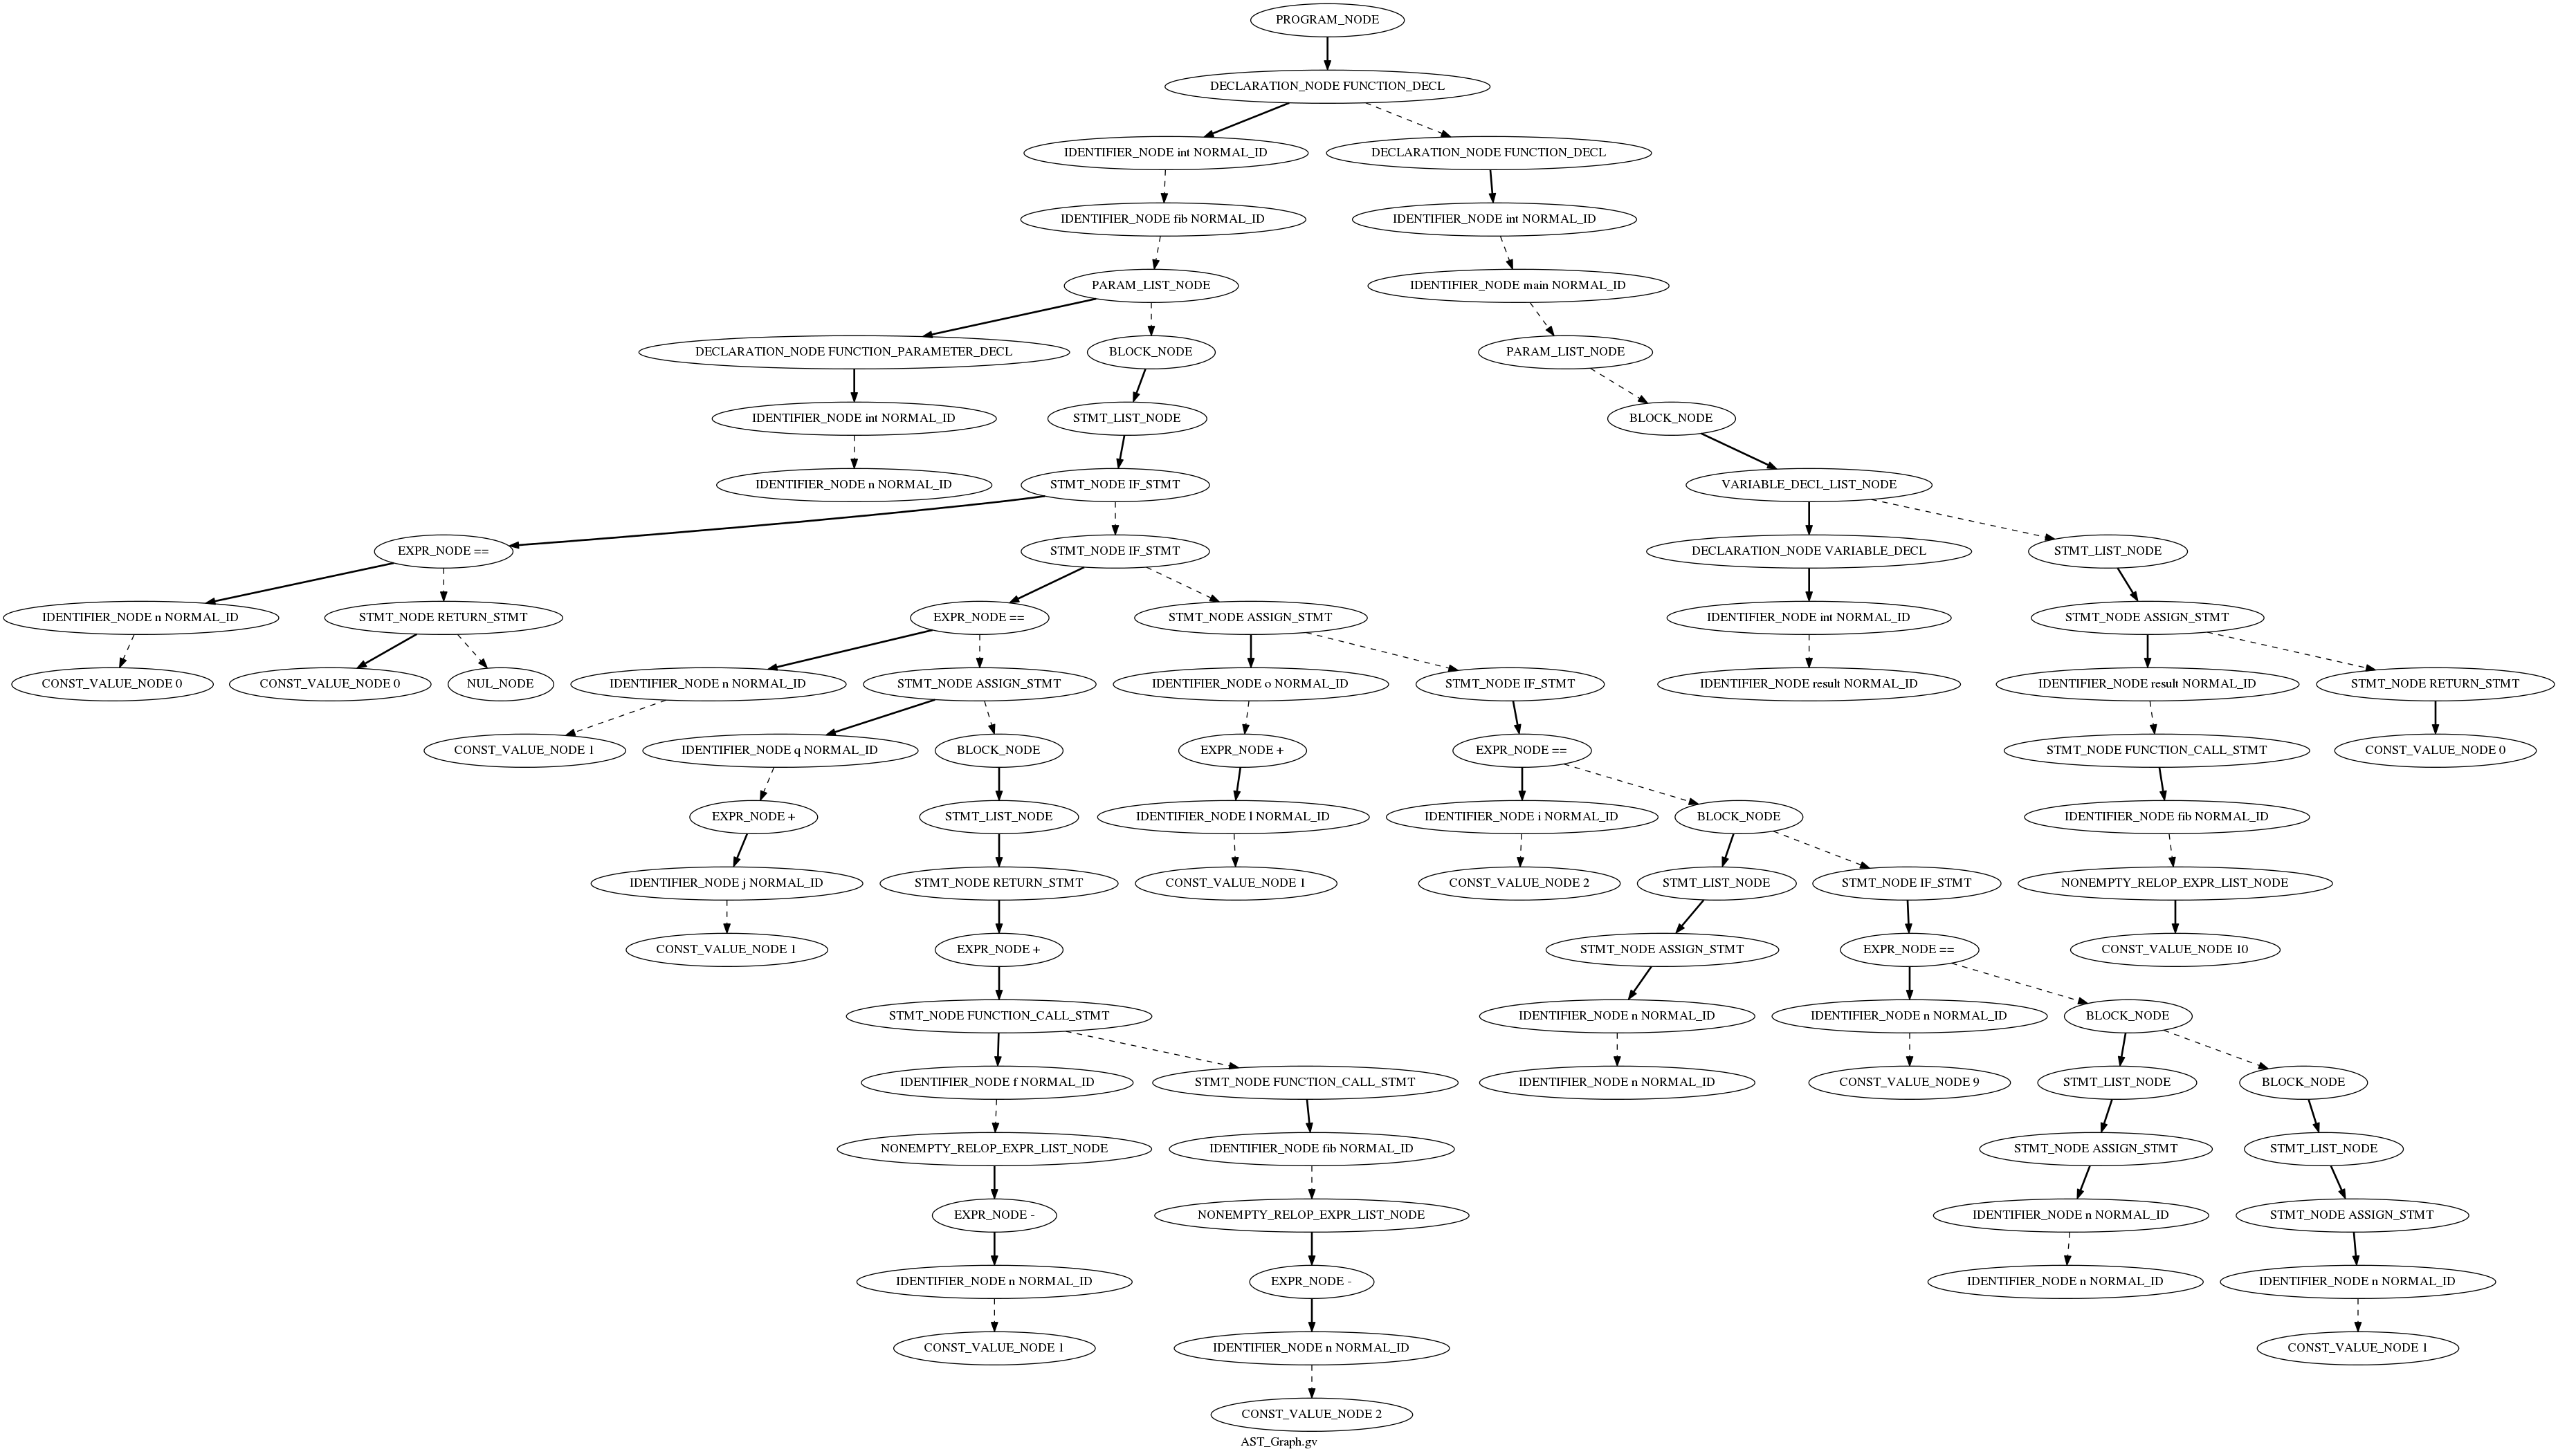 PROGRAM_NODE
DECLARATION_NODE FUNCTION_DECL
IDENTIFIER_NODE int NORMAL_ID
DECLARATION_NODE FUNCTION_DECL
IDENTIFIER_NODE fib NORMAL_ID
IDENTIFIER_NODE int NORMAL_ID
PARAM_LIST_NODE
IDENTIFIER_NODE main NORMAL_ID
DECLARATION_NODE FUNCTION_PARAMETER_DECL
BLOCK_NODE
PARAM_LIST_NODE
IDENTIFIER_NODE int NORMAL_ID
STMT_LIST_NODE
BLOCK_NODE
IDENTIFIER_NODE n NORMAL_ID
STMT_NODE IF_STMT
VARIABLE_DECL_LIST_NODE
EXPR_NODE ==
STMT_NODE IF_STMT
DECLARATION_NODE VARIABLE_DECL
STMT_LIST_NODE
IDENTIFIER_NODE n NORMAL_ID
STMT_NODE RETURN_STMT
EXPR_NODE ==
STMT_NODE ASSIGN_STMT
IDENTIFIER_NODE int NORMAL_ID
STMT_NODE ASSIGN_STMT
CONST_VALUE_NODE 0
CONST_VALUE_NODE 0
NUL_NODE
IDENTIFIER_NODE n NORMAL_ID
STMT_NODE ASSIGN_STMT
IDENTIFIER_NODE o NORMAL_ID
STMT_NODE IF_STMT
IDENTIFIER_NODE result NORMAL_ID
IDENTIFIER_NODE result NORMAL_ID
STMT_NODE RETURN_STMT
CONST_VALUE_NODE 1
IDENTIFIER_NODE q NORMAL_ID
BLOCK_NODE
EXPR_NODE +
EXPR_NODE ==
STMT_NODE FUNCTION_CALL_STMT
CONST_VALUE_NODE 0
EXPR_NODE +
STMT_LIST_NODE
IDENTIFIER_NODE l NORMAL_ID
IDENTIFIER_NODE i NORMAL_ID
BLOCK_NODE
IDENTIFIER_NODE fib NORMAL_ID
IDENTIFIER_NODE j NORMAL_ID
STMT_NODE RETURN_STMT
CONST_VALUE_NODE 1
CONST_VALUE_NODE 2
STMT_LIST_NODE
STMT_NODE IF_STMT
NONEMPTY_RELOP_EXPR_LIST_NODE
CONST_VALUE_NODE 1
EXPR_NODE +
STMT_NODE ASSIGN_STMT
EXPR_NODE ==
CONST_VALUE_NODE 10
STMT_NODE FUNCTION_CALL_STMT
IDENTIFIER_NODE n NORMAL_ID
IDENTIFIER_NODE n NORMAL_ID
BLOCK_NODE
IDENTIFIER_NODE f NORMAL_ID
STMT_NODE FUNCTION_CALL_STMT
IDENTIFIER_NODE n NORMAL_ID
CONST_VALUE_NODE 9
STMT_LIST_NODE
BLOCK_NODE
NONEMPTY_RELOP_EXPR_LIST_NODE
IDENTIFIER_NODE fib NORMAL_ID
STMT_NODE ASSIGN_STMT
STMT_LIST_NODE
EXPR_NODE -
NONEMPTY_RELOP_EXPR_LIST_NODE
IDENTIFIER_NODE n NORMAL_ID
STMT_NODE ASSIGN_STMT
IDENTIFIER_NODE n NORMAL_ID
EXPR_NODE -
IDENTIFIER_NODE n NORMAL_ID
IDENTIFIER_NODE n NORMAL_ID
CONST_VALUE_NODE 1
IDENTIFIER_NODE n NORMAL_ID
CONST_VALUE_NODE 1
CONST_VALUE_NODE 2
AST_Graph.gv